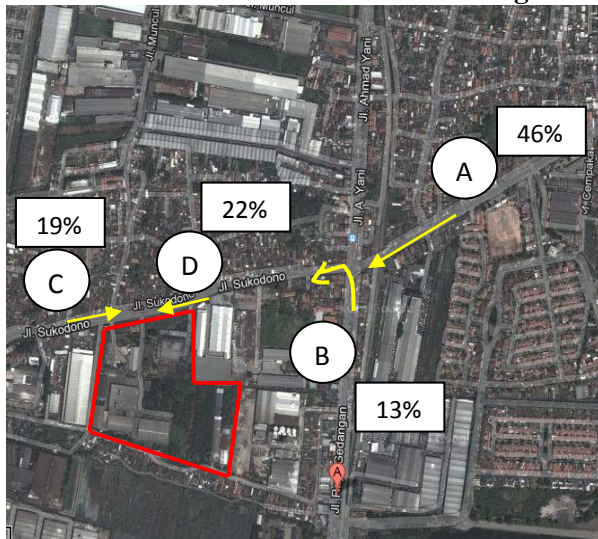 Jl. Muncul
Jl. Muncul
Jl. Ahmad Yani
46%
A
Jl. A. Yani
Jl. Cempaka
22%
19%
D
C
Jl. Sukodono
Jl. Sukodono
Jl. Sukodono
B
13%
Gedangan
A